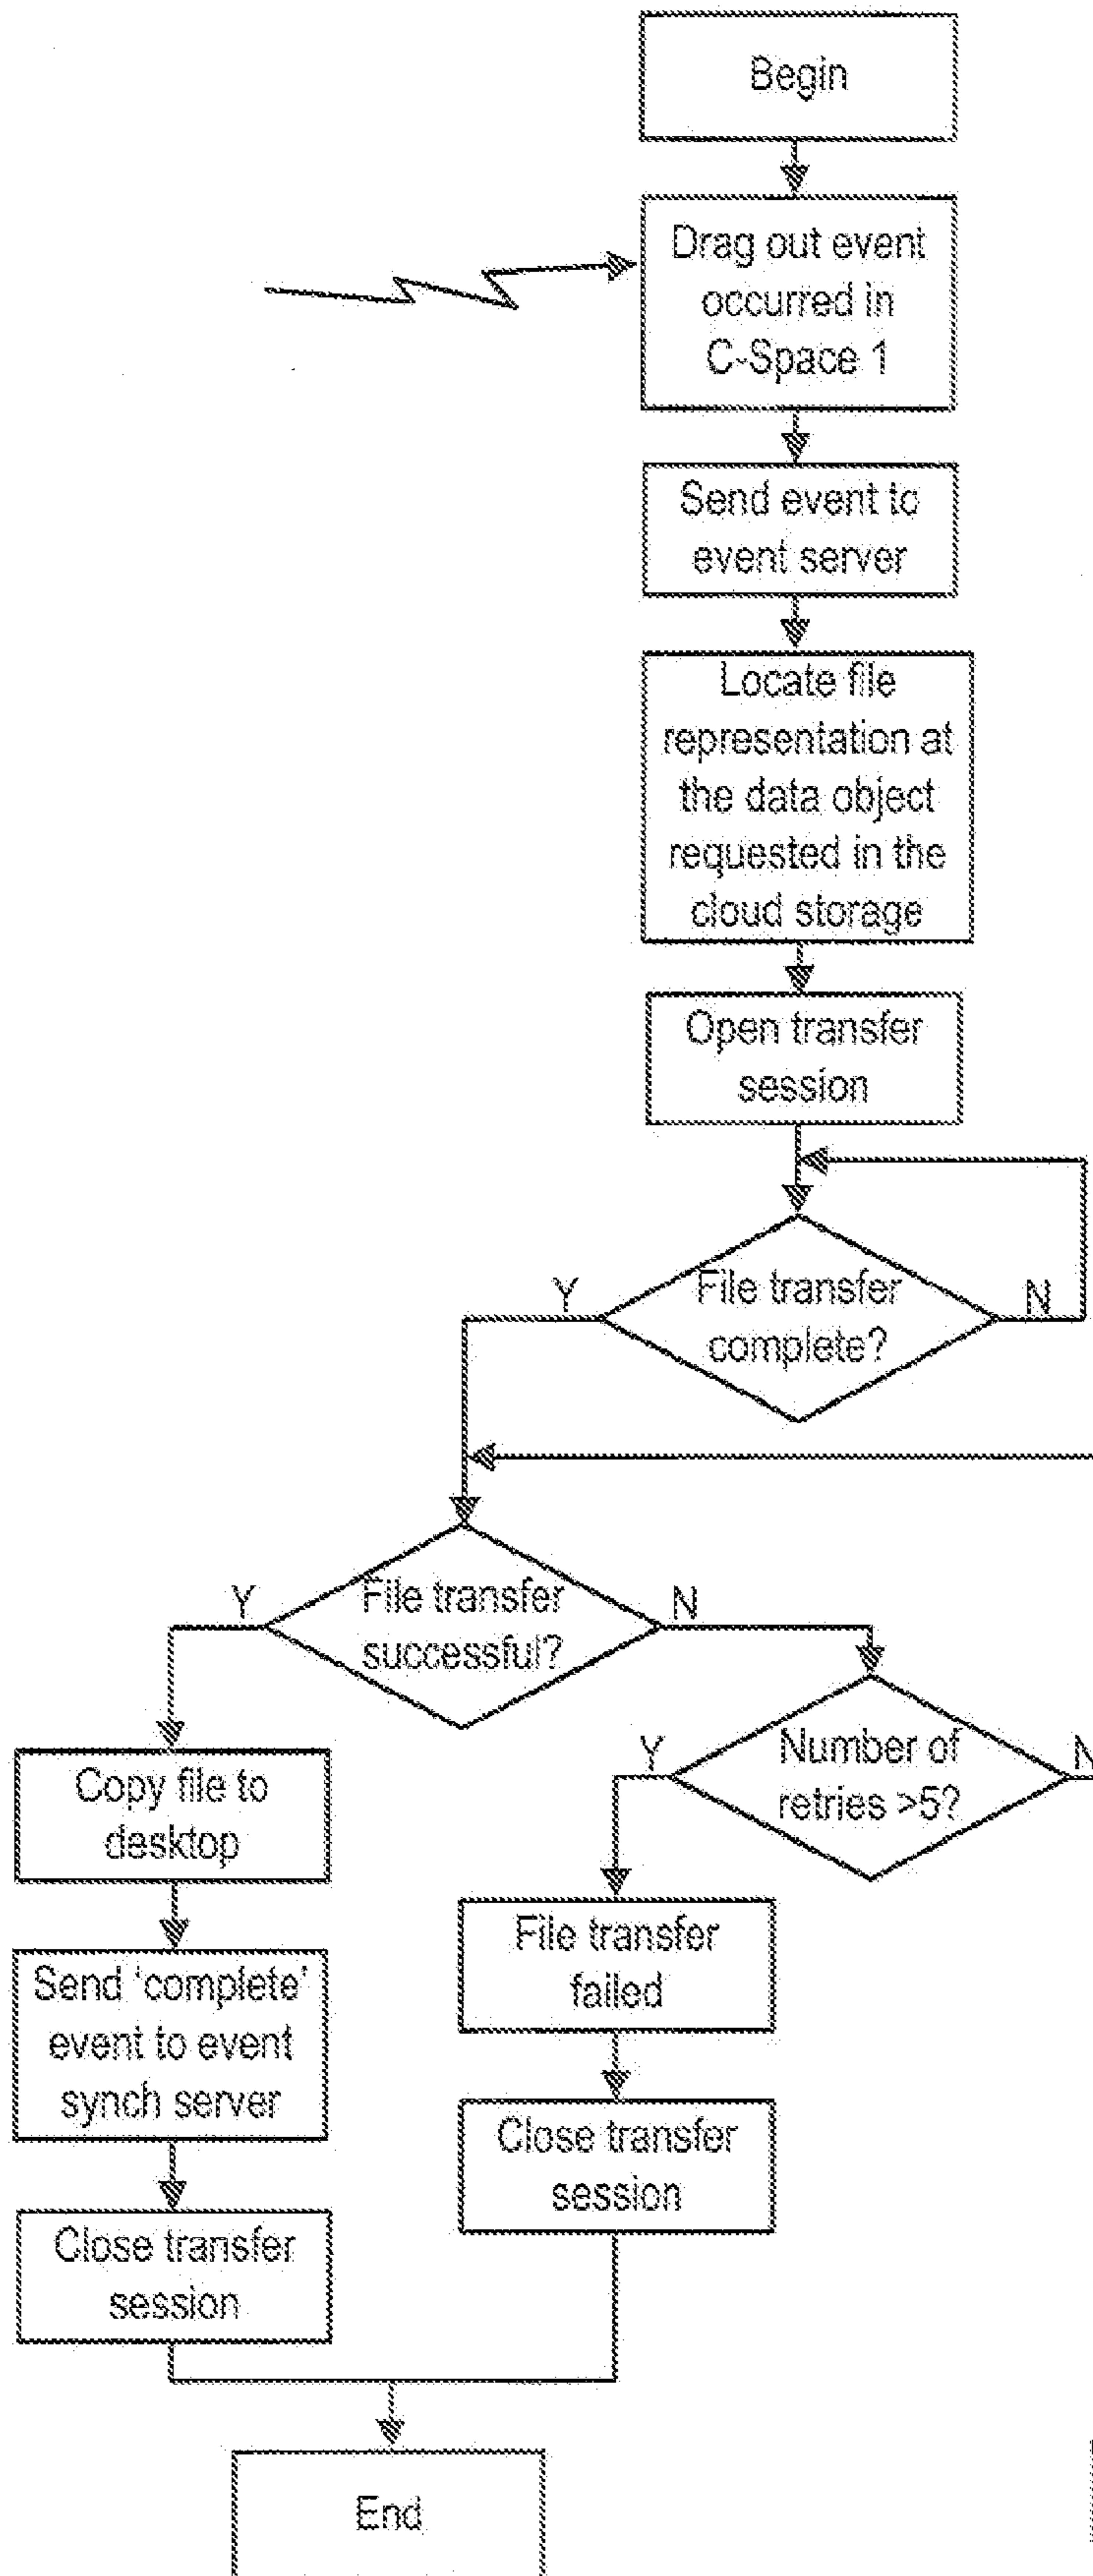 Begin
Drag out event
occurred in
C-Space 1
Send event to
event server
Locate file
representation at
the data object
requested in the
cloud storage
Open transfer
session
Y
File transfer
complete?
N
Y
File transfer
successful?
N
Y
Number of
retries >5?
N
Copy file to
desktop
File transfer
failed
Send ‘complete’
event to event
synch server
Close transfer
session
Close transfer
session
End